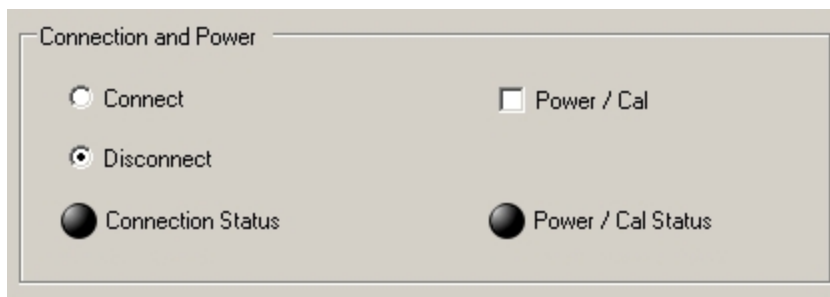 Connection and Power
Connect
Power / Cal
Disconnect
Connection Status
Power / Cal Status